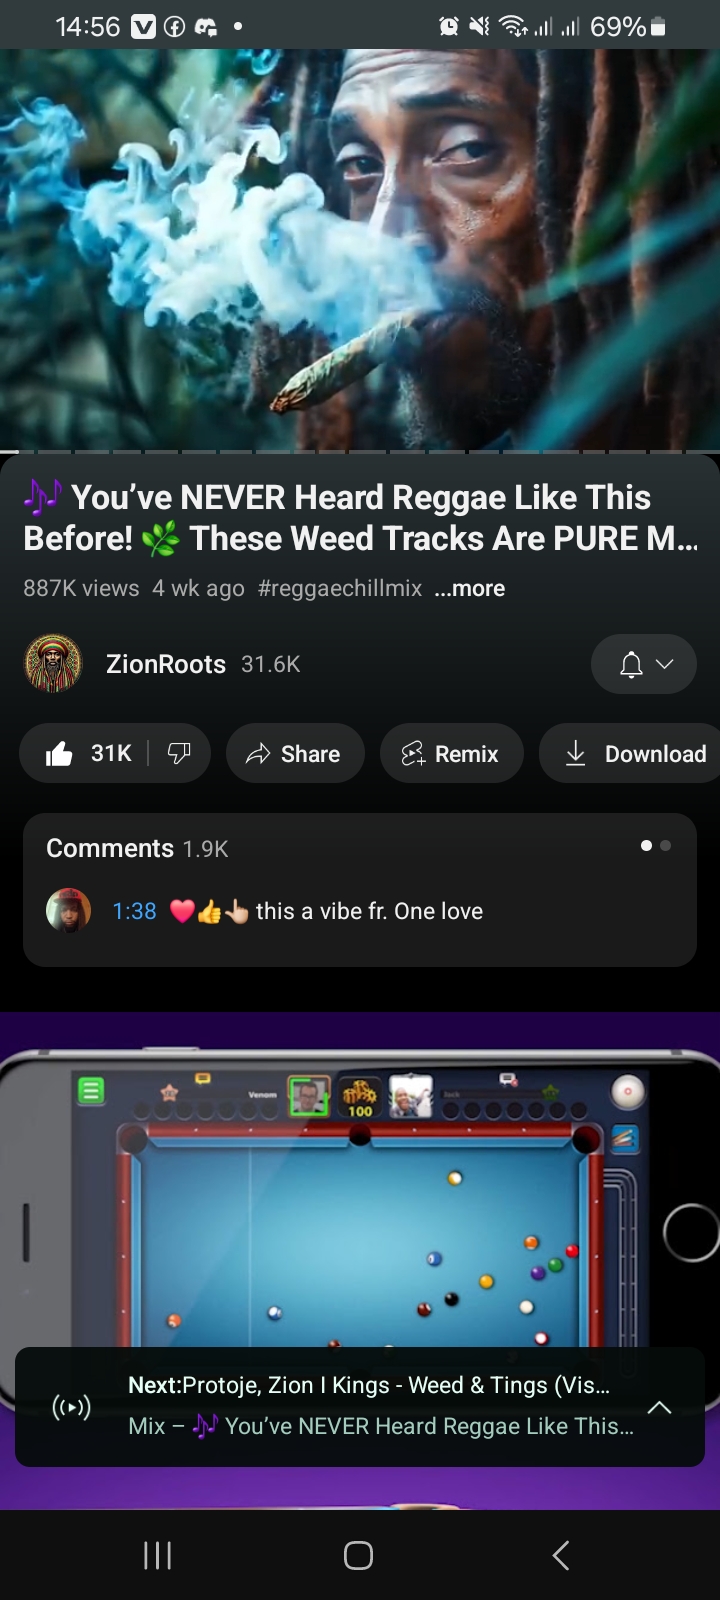 14:56
69%
🎶 You’ve NEVER Heard Reggae Like This
Before! 🌿 These Weed Tracks Are PURE M...
887K views 4 wk ago #reggaechillmix ...more
ZionRoots 31.6K
31K
Share
Remix
Download
Comments 1.9K
1:38 ❤️👍👆🏼 this a vibe fr. One love
Venom
100
Jack
Next:Protoje, Zion I Kings - Weed & Tings (Vis...
Mix – 🎶 You’ve NEVER Heard Reggae Like This...